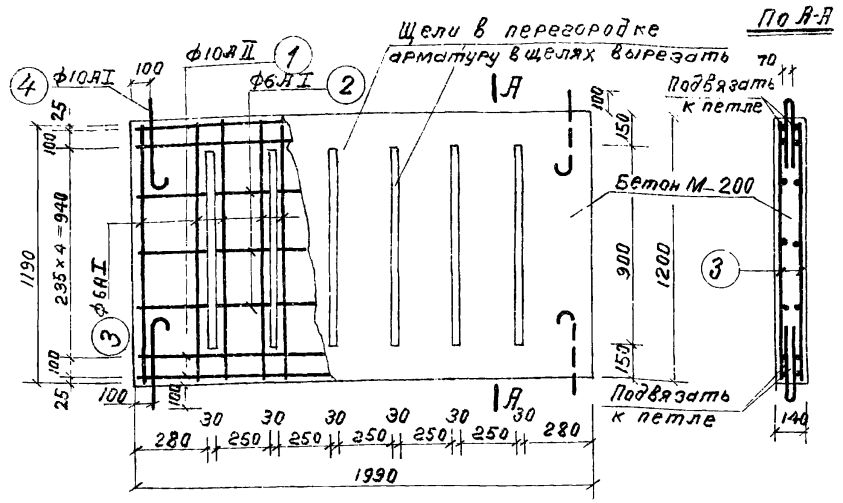 Щели в перегородке
арматуру в щелях вырезать
По А-А
4
100
ф10АI
ф10АII
1
ф6АI
2
А
100
70
Подвязать
к петле
25
100
150
Бетон М-200
1190
235 x 4 = 940
ф6АI
3
900
1200
3
100
25
100
100
А
150
Подвязать
к петле
30
30
30
30
30
30
140
280
250
250
250
250
250
280
1990